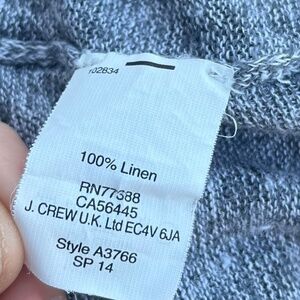 102834
100% Linen
RN77388
CA56445
J. CREW U.K. Ltd EC4V 6JA
Style A3766
SP 14